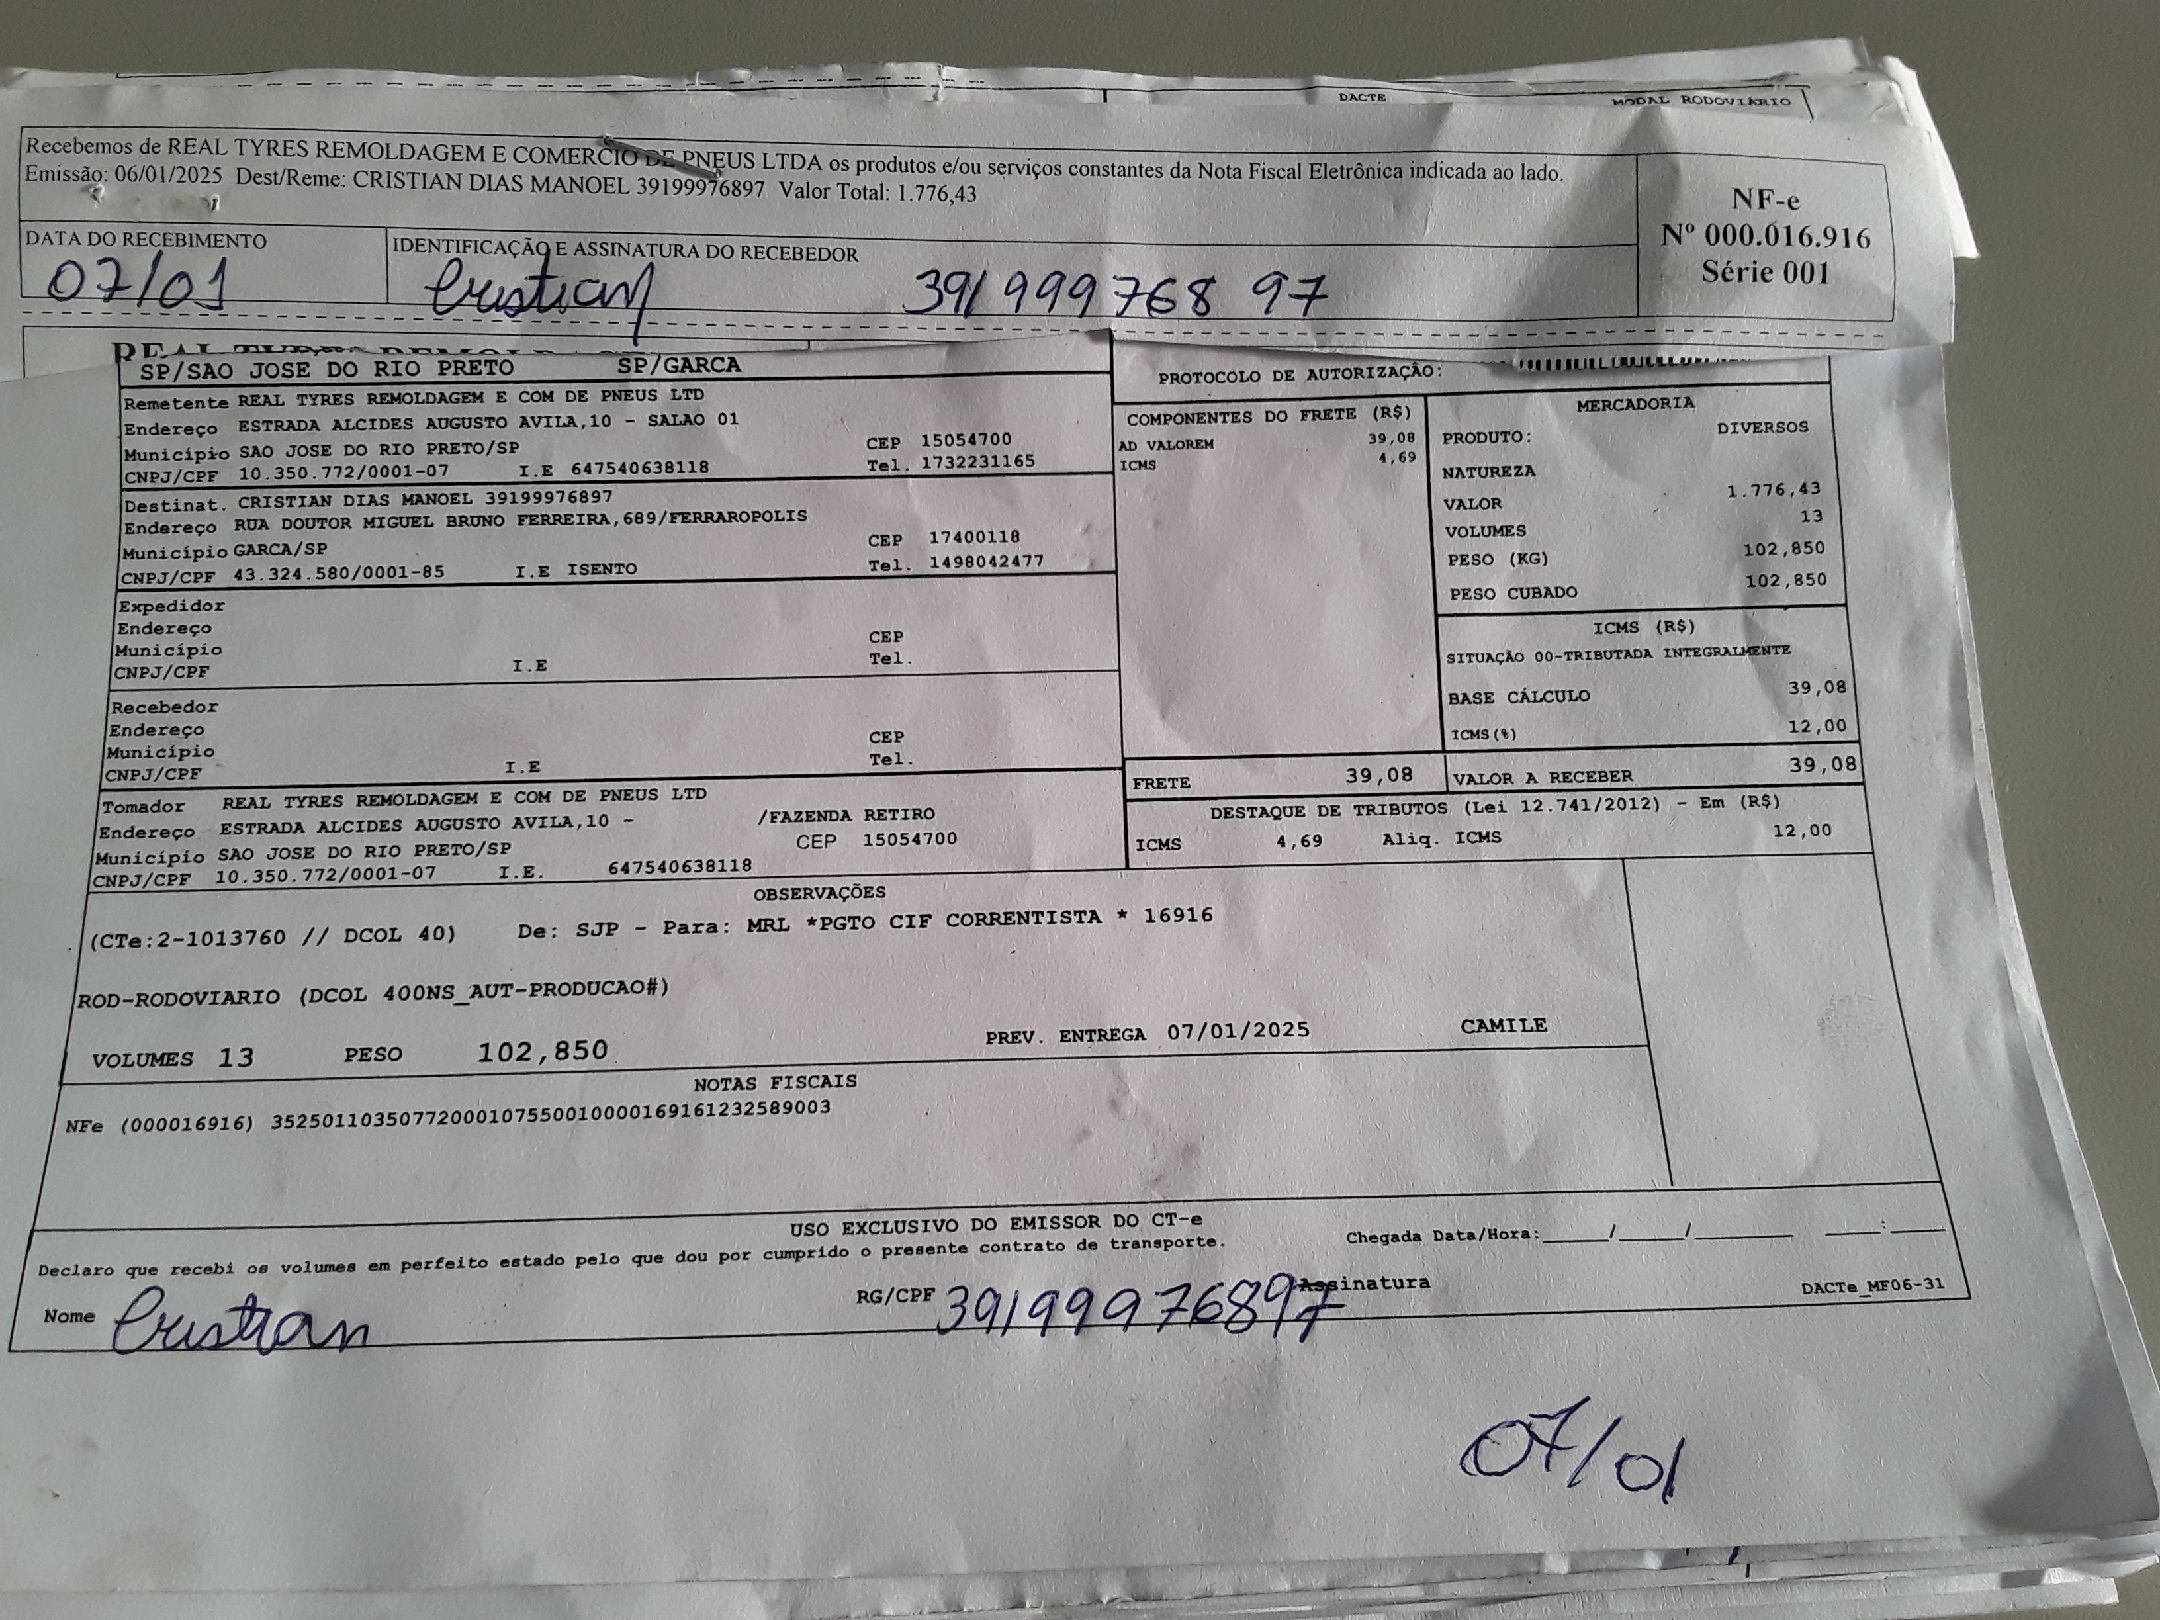 DACTE MODAL RODOVIÁRIO
Recebemos de REAL TYRES REMOLDAGEM E COMERCIO DE PNEUS LTDA os produtos e/ou serviços constantes da Nota Fiscal Eletrônica indicada ao lado.
Emissão: 06/01/2025 Dest/Reme: CRISTIAN DIAS MANOEL 39199976897 Valor Total: 1.776,43
NF-e
Nº 000.016.916
Série 001
DATA DO RECEBIMENTO
07/01
IDENTIFICAÇÃO E ASSINATURA DO RECEBEDOR
Cristian 39199976897
SP/SAO JOSE DO RIO PRETO SP/GARCA
Remetente REAL TYRES REMOLDAGEM E COM DE PNEUS LTD
Endereço ESTRADA ALCIDES AUGUSTO AVILA,10 - SALAO 01
Município SAO JOSE DO RIO PRETO/SP CEP 15054700
CNPJ/CPF 10.350.772/0001-07 I.E 647540638118 Tel. 1732231165
Destinat. CRISTIAN DIAS MANOEL 39199976897
Endereço RUA DOUTOR MIGUEL BRUNO FERREIRA,689/FERRAROPOLIS
Município GARCA/SP CEP 17400118
CNPJ/CPF 43.324.580/0001-85 I.E ISENTO Tel. 1498042477
Expedidor
Endereço
Município CEP
CNPJ/CPF I.E Tel.
Recebedor
Endereço
Município CEP
CNPJ/CPF I.E Tel.
Tomador REAL TYRES REMOLDAGEM E COM DE PNEUS LTD
Endereço ESTRADA ALCIDES AUGUSTO AVILA,10 - /FAZENDA RETIRO
Município SAO JOSE DO RIO PRETO/SP CEP 15054700
CNPJ/CPF 10.350.772/0001-07 I.E. 647540638118
PROTOCOLO DE AUTORIZAÇÃO:
COMPONENTES DO FRETE (R$)
AD VALOREM 39,08
ICMS 4,69
MERCADORIA
PRODUTO: DIVERSOS
NATUREZA
VALOR 1.776,43
VOLUMES 13
PESO (KG) 102,850
PESO CUBADO 102,850
ICMS (R$)
SITUAÇÃO 00-TRIBUTADA INTEGRALMENTE
BASE CÁLCULO 39,08
ICMS(%) 12,00
FRETE 39,08 VALOR A RECEBER 39,08
DESTAQUE DE TRIBUTOS (Lei 12.741/2012) - Em (R$)
ICMS 4,69 Aliq. ICMS 12,00
OBSERVAÇÕES
(CTe:2-1013760 // DCOL 40) De: SJP - Para: MRL *PGTO CIF CORRENTISTA * 16916
ROD-RODOVIARIO (DCOL 400NS_AUT-PRODUCAO#)
VOLUMES 13 PESO 102,850 PREV. ENTREGA 07/01/2025 CAMILE
NOTAS FISCAIS
NFe (000016916) 35250110350772000107550010000169161232589003
USO EXCLUSIVO DO EMISSOR DO CT-e
Declaro que recebi os volumes em perfeito estado pelo que dou por cumprido o presente contrato de transporte. Chegada Data/Hora:____/____/______ ____:____
Nome Cristian RG/CPF 39199976897 Assinatura DACTe_MF06-31
07/01